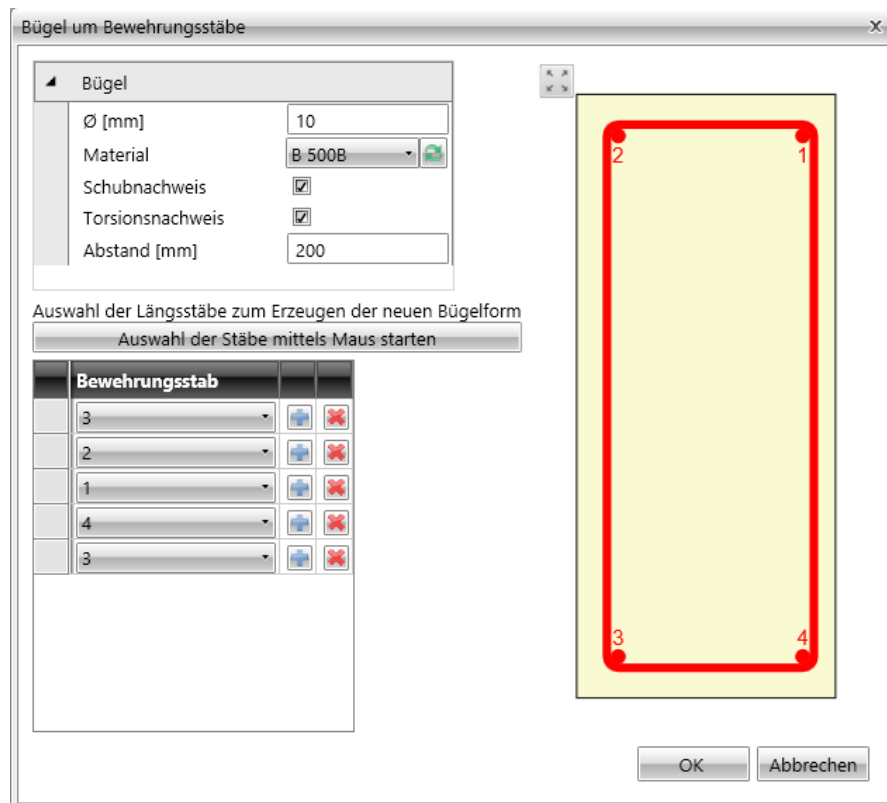 Bügel um Bewehrungsstäbe x
Bügel
Ø [mm] 10
Material B 500B
Schubnachweis
Torsionsnachweis
Abstand [mm] 200
Auswahl der Längsstäbe zum Erzeugen der neuen Bügelform
Auswahl der Stäbe mittels Maus starten
Bewehrungsstab
3
2
1
4
3
2 1
3 4
OK Abbrechen